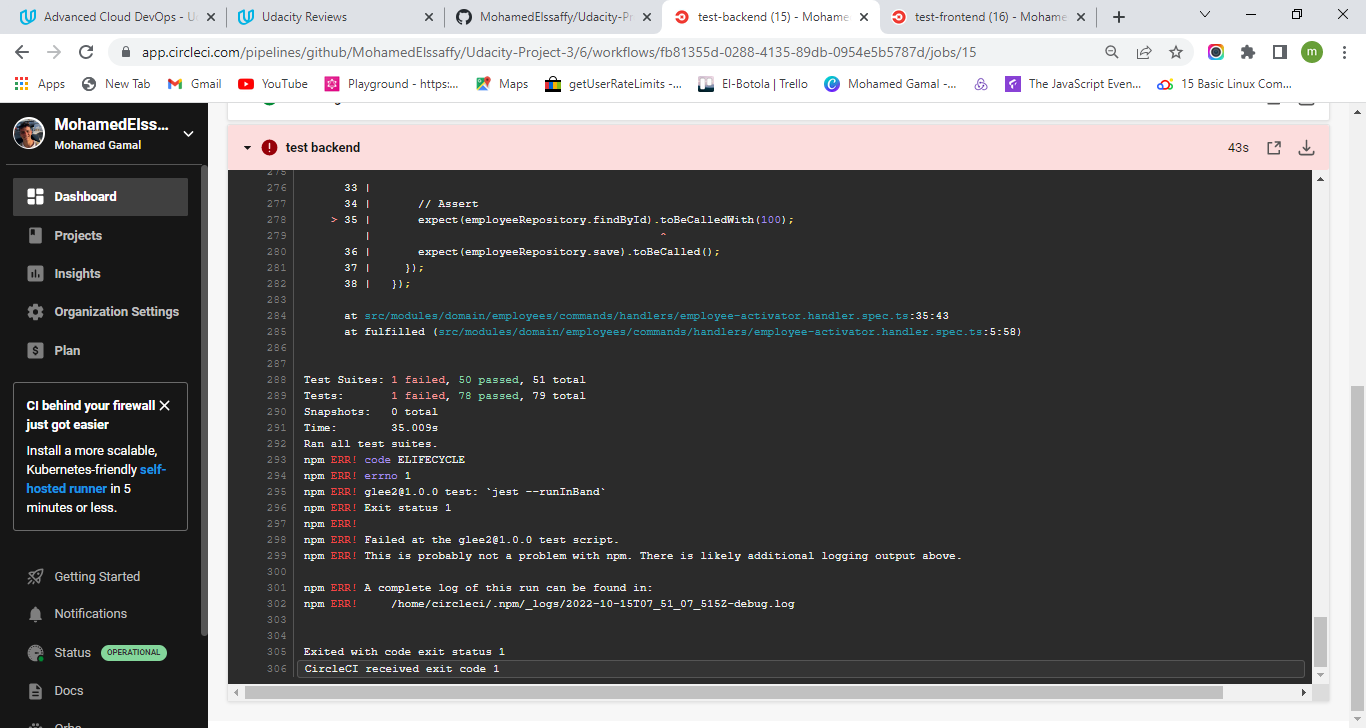 Advanced Cloud DevOps - U
Udacity Reviews
MohamedElssaffy/Udacity-Pr
test-backend (15) - Mohame
test-frontend (16) - Mohame
app.circleci.com/pipelines/github/MohamedElssaffy/Udacity-Project-3/6/workflows/fb81355d-0288-4135-89db-0954e5b5787d/jobs/15
m
Apps
New Tab
Gmail
YouTube
Playground - https:...
Maps
getUserRateLimits -...
El-Botola | Trello
Mohamed Gamal -...
The JavaScript Even...
15 Basic Linux Com...
MohamedElss...
Mohamed Gamal
Dashboard
Projects
Insights
Organization Settings
Plan
CI behind your firewall
just got easier
Install a more scalable,
Kubernetes-friendly self-
hosted runner in 5
minutes or less.
Getting Started
Notifications
Status OPERATIONAL
Docs
Orbs
test backend 43s
275
276 33 |
277 34 | // Assert
278 > 35 | expect(employeeRepository.findById).toBeCalledWith(100);
279 | ^
280 36 | expect(employeeRepository.save).toBeCalled();
281 37 | });
282 38 | });
283
284 at src/modules/domain/employees/commands/handlers/employee-activator.handler.spec.ts:35:43
285 at fulfilled (src/modules/domain/employees/commands/handlers/employee-activator.handler.spec.ts:5:58)
286
287
288 Test Suites: 1 failed, 50 passed, 51 total
289 Tests: 1 failed, 78 passed, 79 total
290 Snapshots: 0 total
291 Time: 35.009s
292 Ran all test suites.
293 npm ERR! code ELIFECYCLE
294 npm ERR! errno 1
295 npm ERR! glee2@1.0.0 test: `jest --runInBand`
296 npm ERR! Exit status 1
297 npm ERR!
298 npm ERR! Failed at the glee2@1.0.0 test script.
299 npm ERR! This is probably not a problem with npm. There is likely additional logging output above.
300
301 npm ERR! A complete log of this run can be found in:
302 npm ERR! /home/circleci/.npm/_logs/2022-10-15T07_51_07_515Z-debug.log
303
304
305 Exited with code exit status 1
306 CircleCI received exit code 1